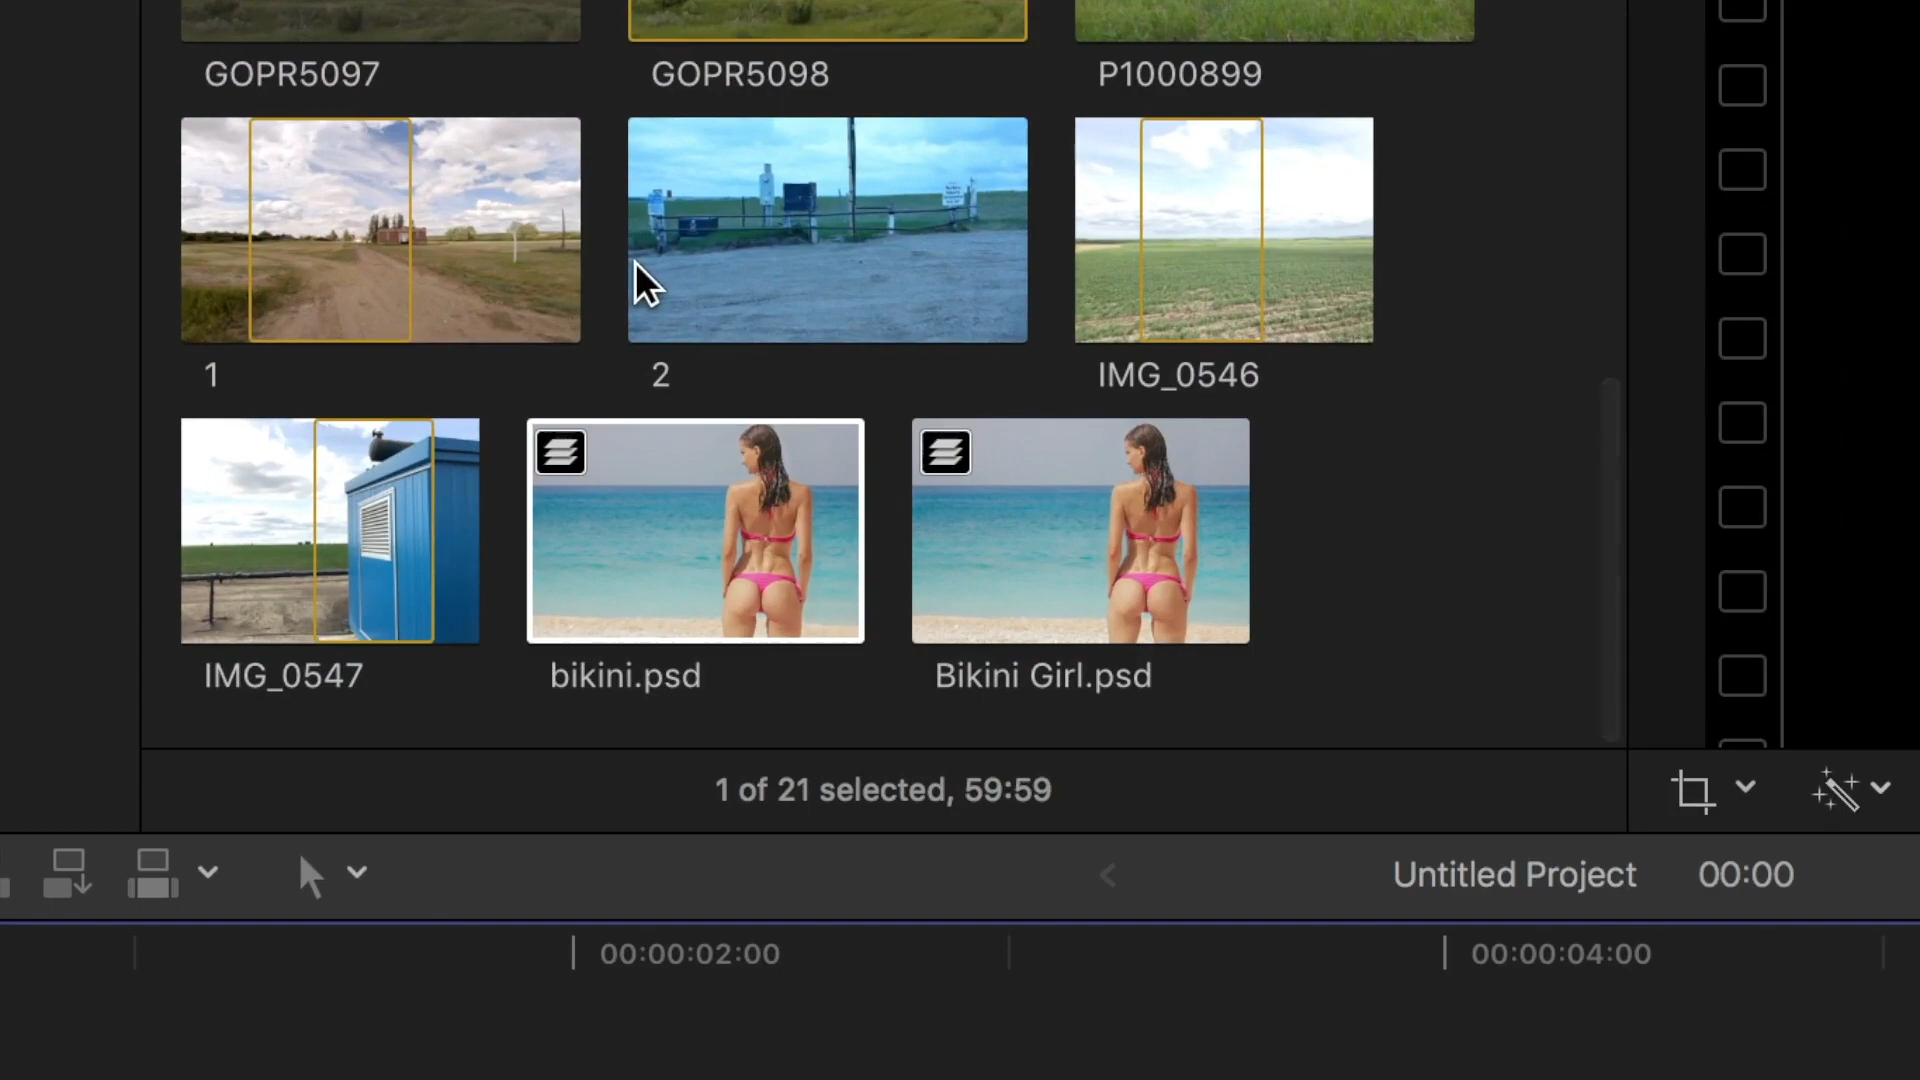 GOPR5097
GOPR5098
P1000899
1
2
IMG_0546
IMG_0547
bikini.psd
Bikini Girl.psd
1 of 21 selected, 59:59
Untitled Project
00:00
00:00:02:00
00:00:04:00